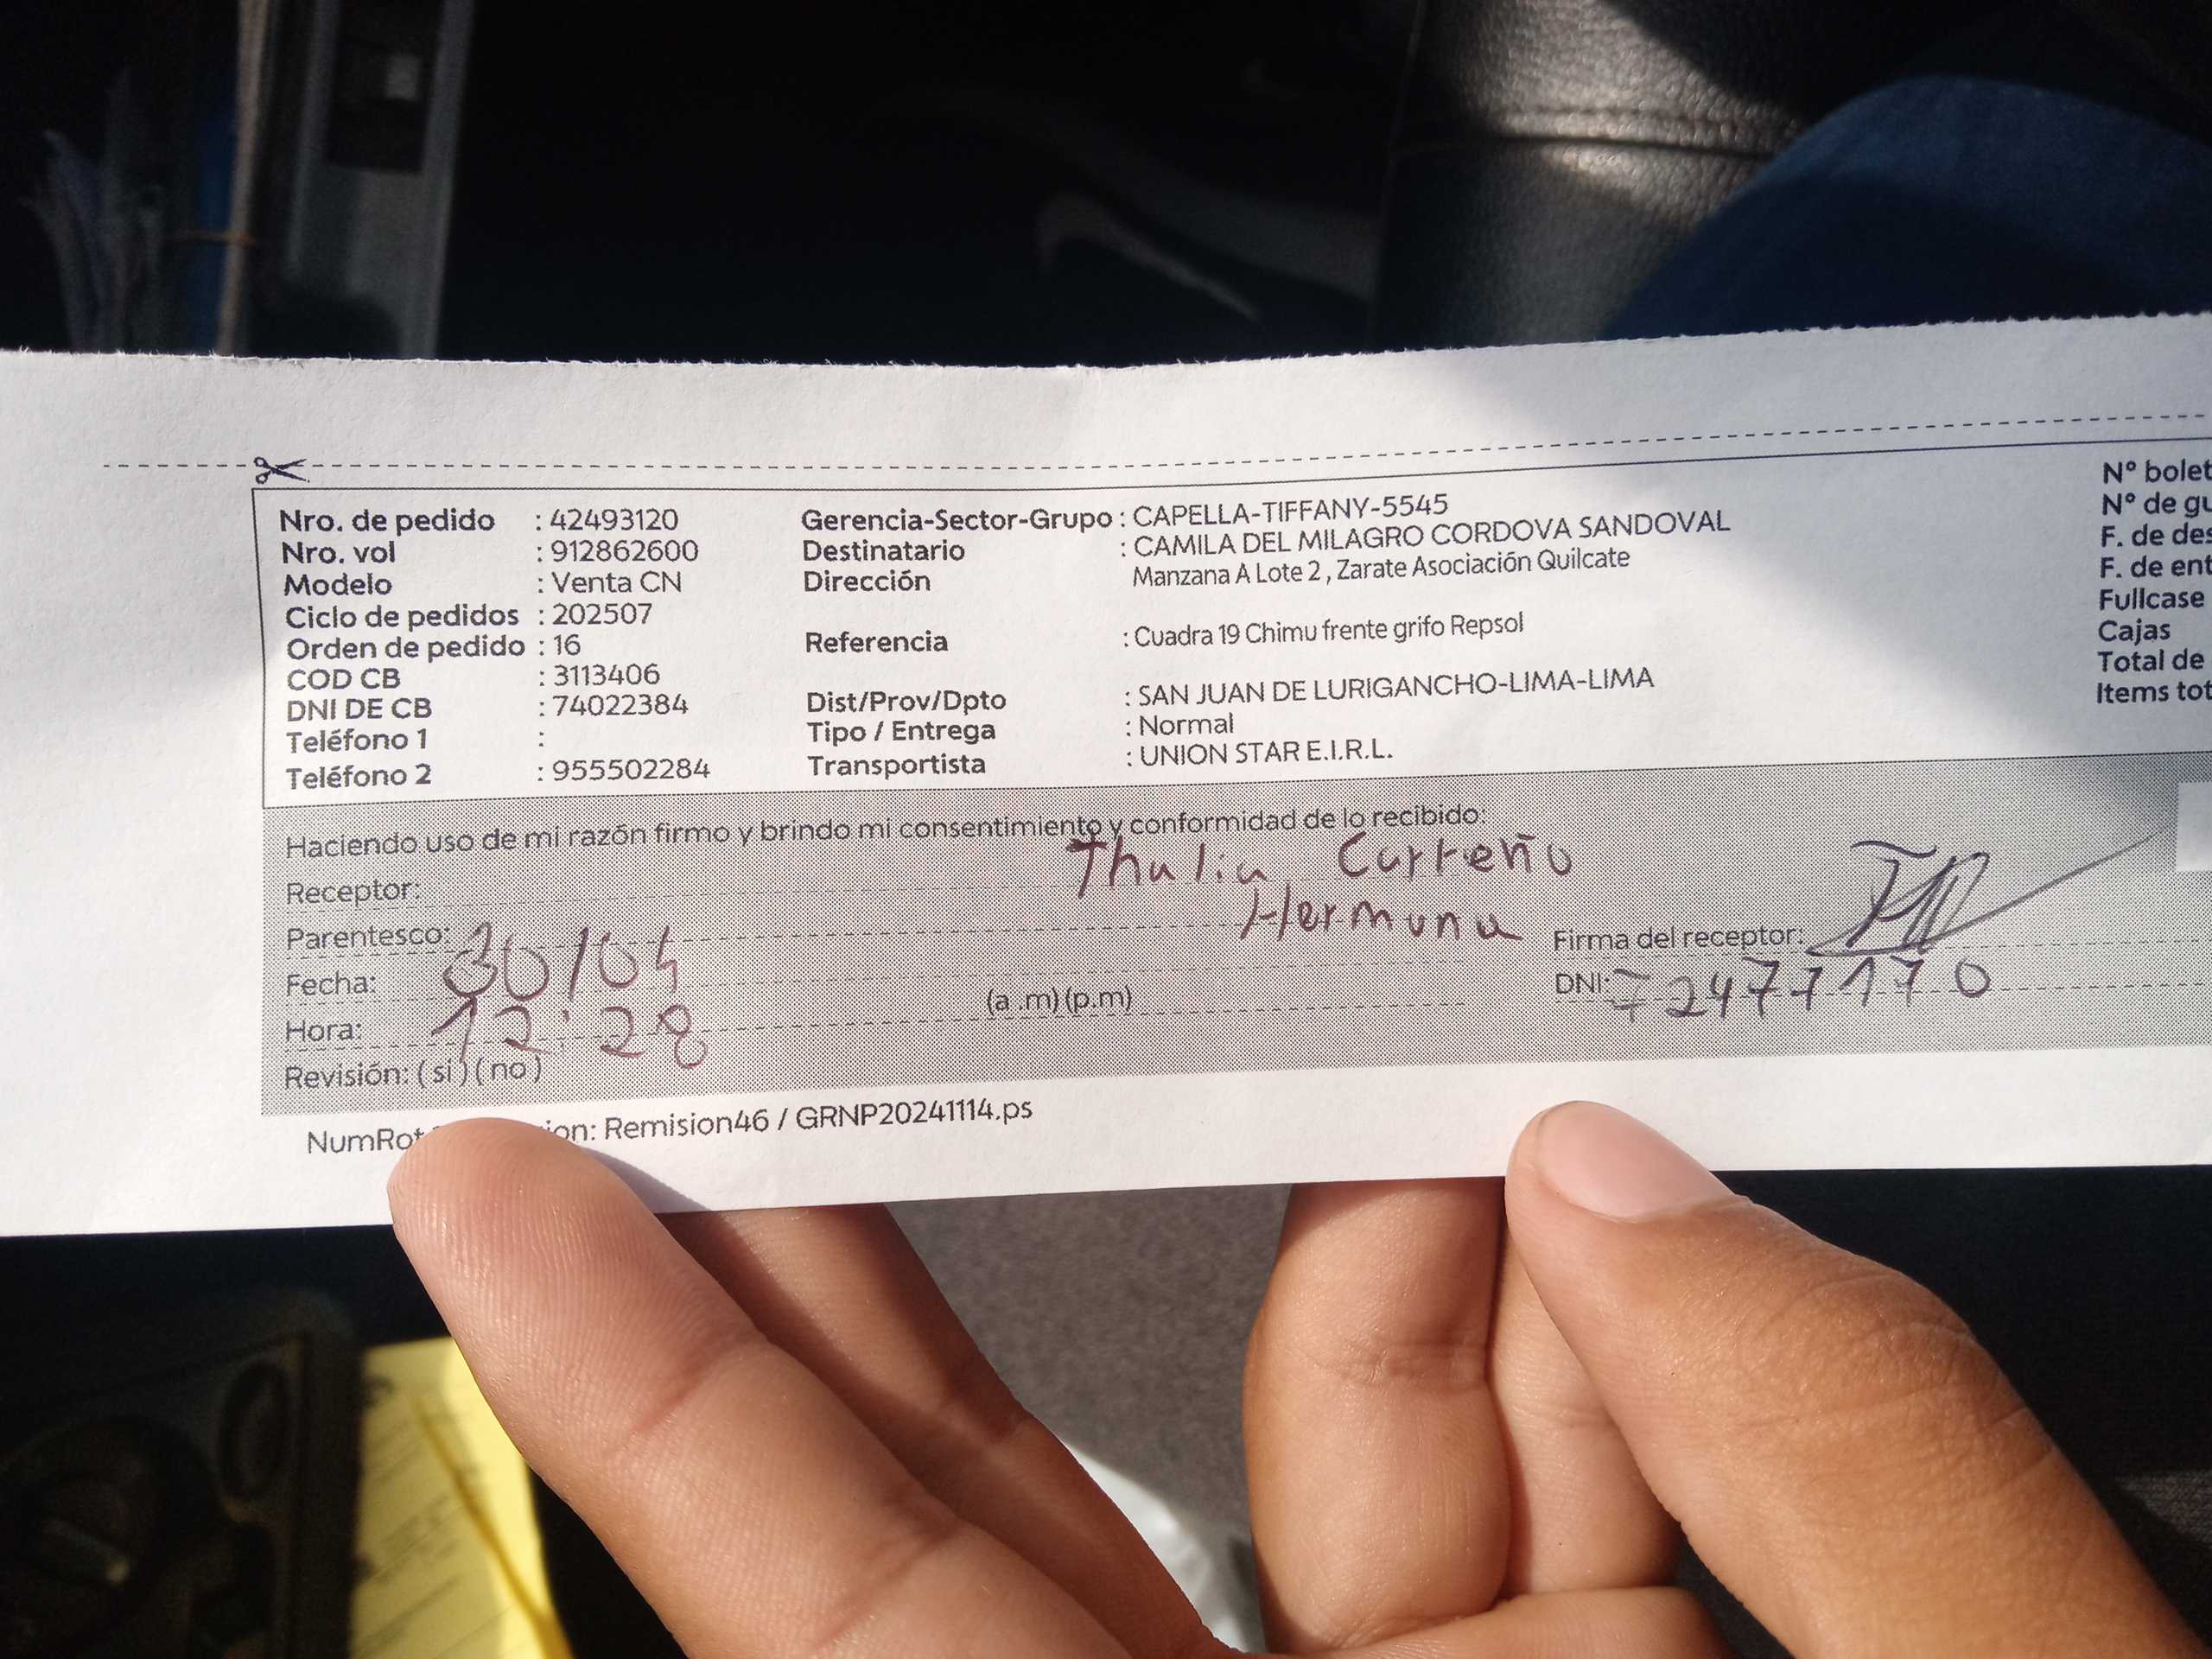 Nro. de pedido : 42493120 Gerencia-Sector-Grupo : CAPELLA-TIFFANY-5545 N° bolet
Nro. vol : 912862600 Destinatario : CAMILA DEL MILAGRO CORDOVA SANDOVAL N° de gu
Modelo : Venta CN Dirección Manzana A Lote 2 , Zarate Asociación Quilcate F. de des
Ciclo de pedidos : 202507 F. de ent
Orden de pedido : 16 Referencia : Cuadra 19 Chimu frente grifo Repsol Fullcase
COD CB : 3113406 Cajas
DNI DE CB : 74022384 Dist/Prov/Dpto : SAN JUAN DE LURIGANCHO-LIMA-LIMA Total de
Teléfono 1 : Tipo / Entrega : Normal Items tot
Teléfono 2 : 955502284 Transportista : UNION STAR E.I.R.L.
Haciendo uso de mi razón firmo y brindo mi consentimiento y conformidad de lo recibido:
Receptor: Thulia Carreño
Parentesco: Hermana Firma del receptor:
Fecha: 30/04 DNI: 72477170
Hora: 12:28 (a .m) (p.m)
Revisión: ( si ) ( no )
NumRot ion: Remision46 / GRNP20241114.ps